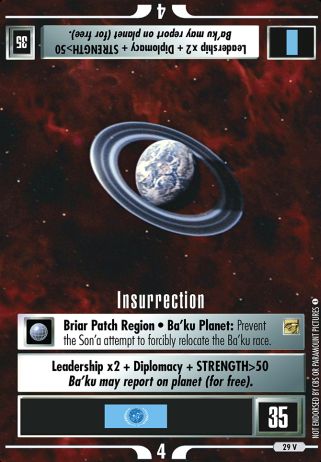 4
35
Leadership x2 + Diplomacy + STRENGTH>50
Ba'ku may report on planet (for free).
Insurrection
Briar Patch Region • Ba'ku Planet: Prevent
the Son'a attempt to forcibly relocate the Ba'ku race.
Leadership x2 + Diplomacy + STRENGTH>50
Ba'ku may report on planet (for free).
35
4
29 V
NOT ENDORSED BY CBS OR PARAMOUNT PICTURES